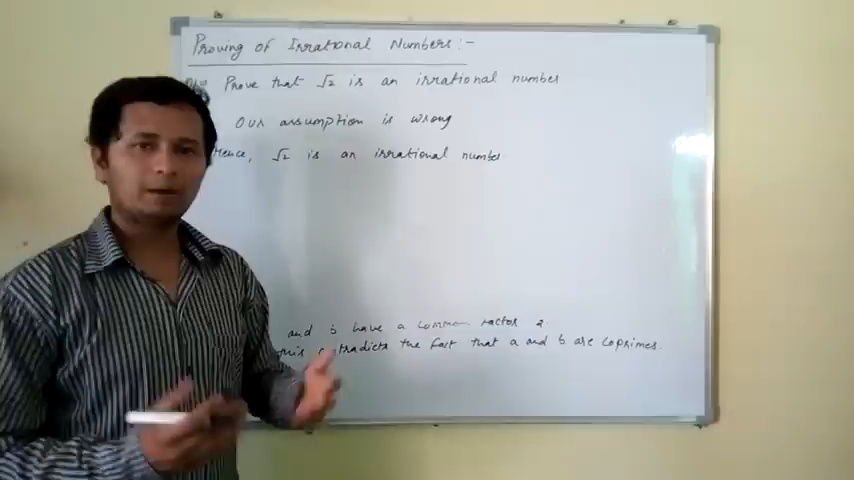 Proving of Irrational Numbers:-
Prove that √2 is an irrational number
Our assumption is wrong
Hence, √2 is an irrational number.
and b have a common factor 2.
This contradicts the fact that a and b are coprimes.